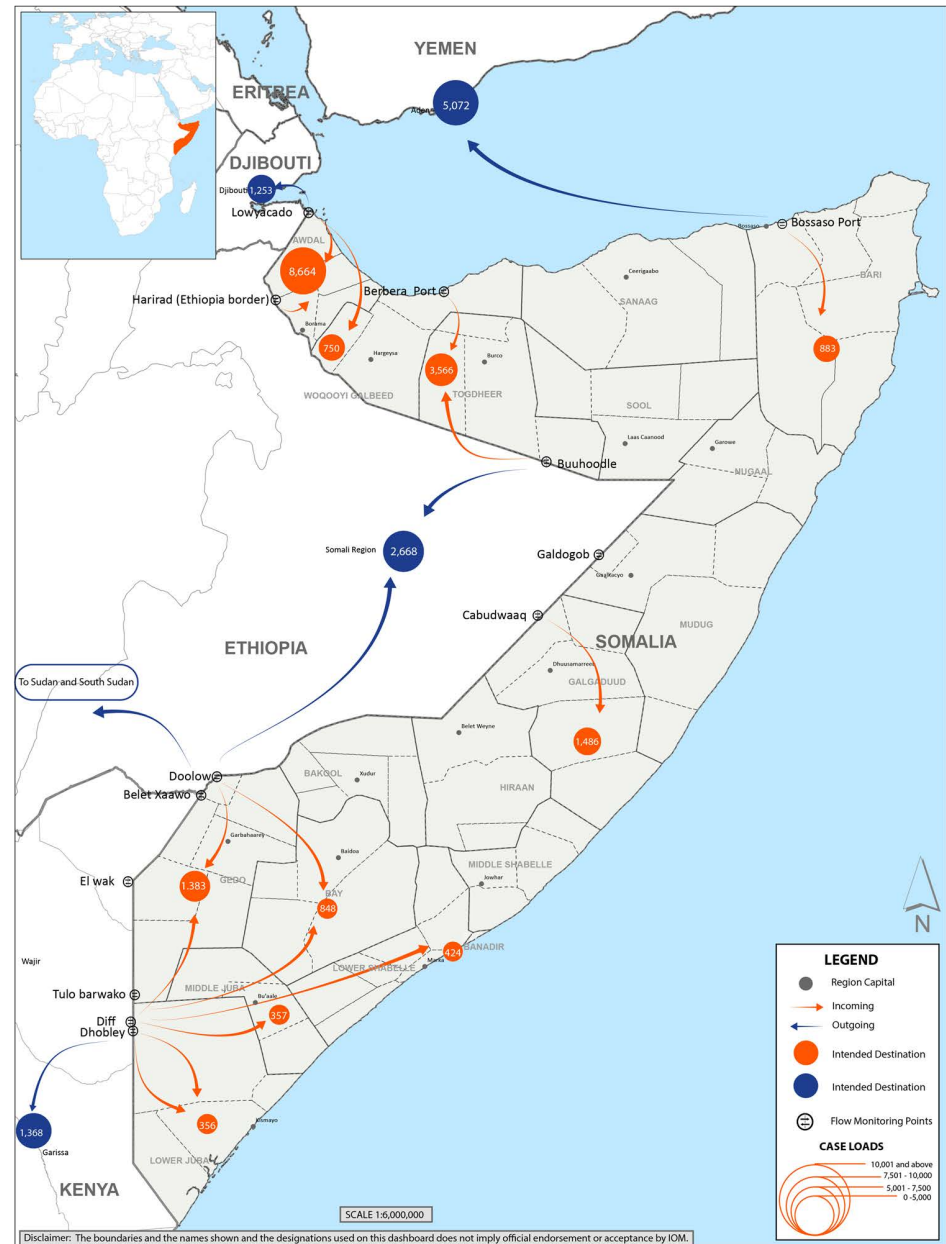 YEMEN
ERITREA
Aden
5,072
DJIBOUTI
Djibouti
1,253
Lowyacado
Bossaso
Bossaso Port
AWDAL
8,664
BARI
Ceerigaabo
Harirad (Ethiopia border)
Berbera Port
SANAAG
Borama
750
Hargeysa
3,566
Burco
883
WOQOOYI GALBEED
TOGDHEER
SOOL
Laas Caanood
Garowe
Buuhoodle
NUGAAL
Somali Region
2,668
Galdogob
Gaalkacyo
Cabudwaaq
MUDUG
ETHIOPIA
SOMALIA
Dhuusamarreeb
GALGADUUD
To Sudan and South Sudan
Belet Weyne
1,486
Doolow
BAKOOL
Xudur
Belet Xaawo
HIRAAN
Garbahaarey
Baidoa
MIDDLE SHABELLE
El wak
1.383
GEDO
Jowhar
BAY
848
BANADIR
424
Wajir
LOWER SHABELLE
Marka
Tulo barwako
MIDDLE JUBA
Bu'aale
Diff
357
Dhobley
1,368
356
Kismayo
Garissa
LOWER JUBA
KENYA
N
LEGEND
Region Capital
Incoming
Outgoing
Intended Destination
Intended Destination
Flow Monitoring Points
CASE LOADS
10,001 and above
7,501 - 10,000
5,001 - 7,500
0 -5,000
SCALE 1:6,000,000
Disclaimer: The boundaries and the names shown and the designations used on this dashboard does not imply official endorsement or acceptance by IOM.